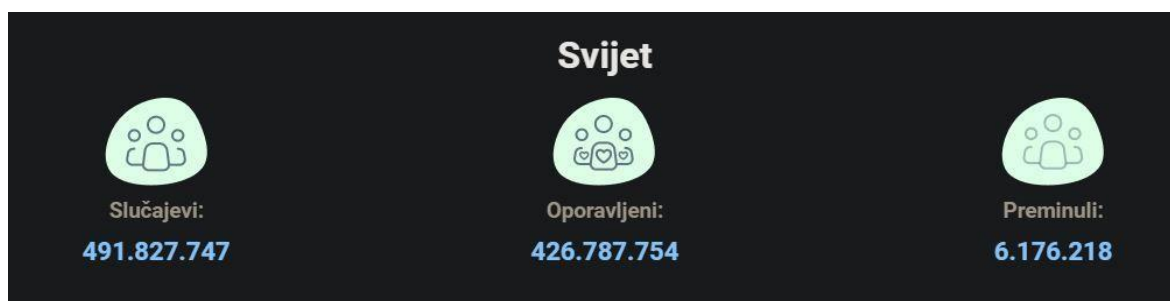 Svijet
Slučajevi:
491.827.747
Oporavljeni:
426.787.754
Preminuli:
6.176.218